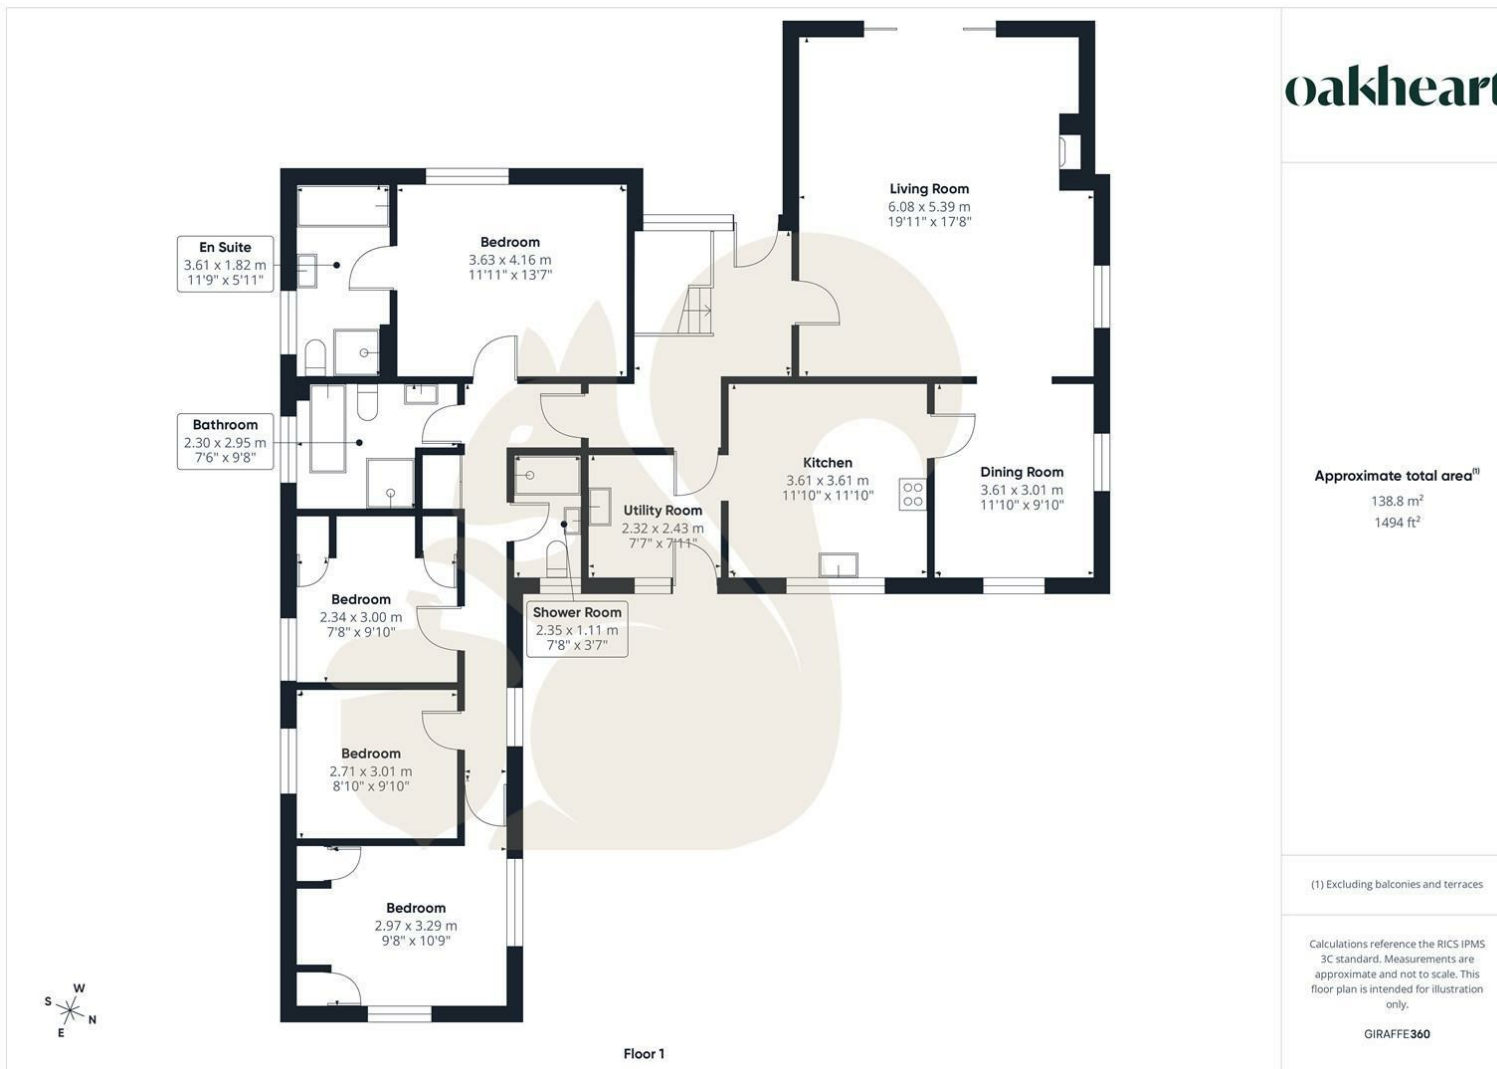 oakheart
Living Room
6.08 x 5.39 m
19'11" x 17'8"
En Suite
3.61 x 1.82 m
11'9" x 5'11"
Bedroom
3.63 x 4.16 m
11'11" x 13'7"
Bathroom
2.30 x 2.95 m
7'6" x 9'8"
Kitchen
3.61 x 3.61 m
11'10" x 11'10"
Dining Room
3.61 x 3.01 m
11'10" x 9'10"
Utility Room
2.32 x 2.43 m
7'7" x 7'11"
Shower Room
2.35 x 1.11 m
7'8" x 3'7"
Bedroom
2.34 x 3.00 m
7'8" x 9'10"
Bedroom
2.71 x 3.01 m
8'10" x 9'10"
Bedroom
2.97 x 3.29 m
9'8" x 10'9"
W
S
N
E
Floor 1
Approximate total area(1)
138.8 m²
1494 ft²
(1) Excluding balconies and terraces
Calculations reference the RICS IPMS
3C standard. Measurements are
approximate and not to scale. This
floor plan is intended for illustration
only.
GIRAFFE360